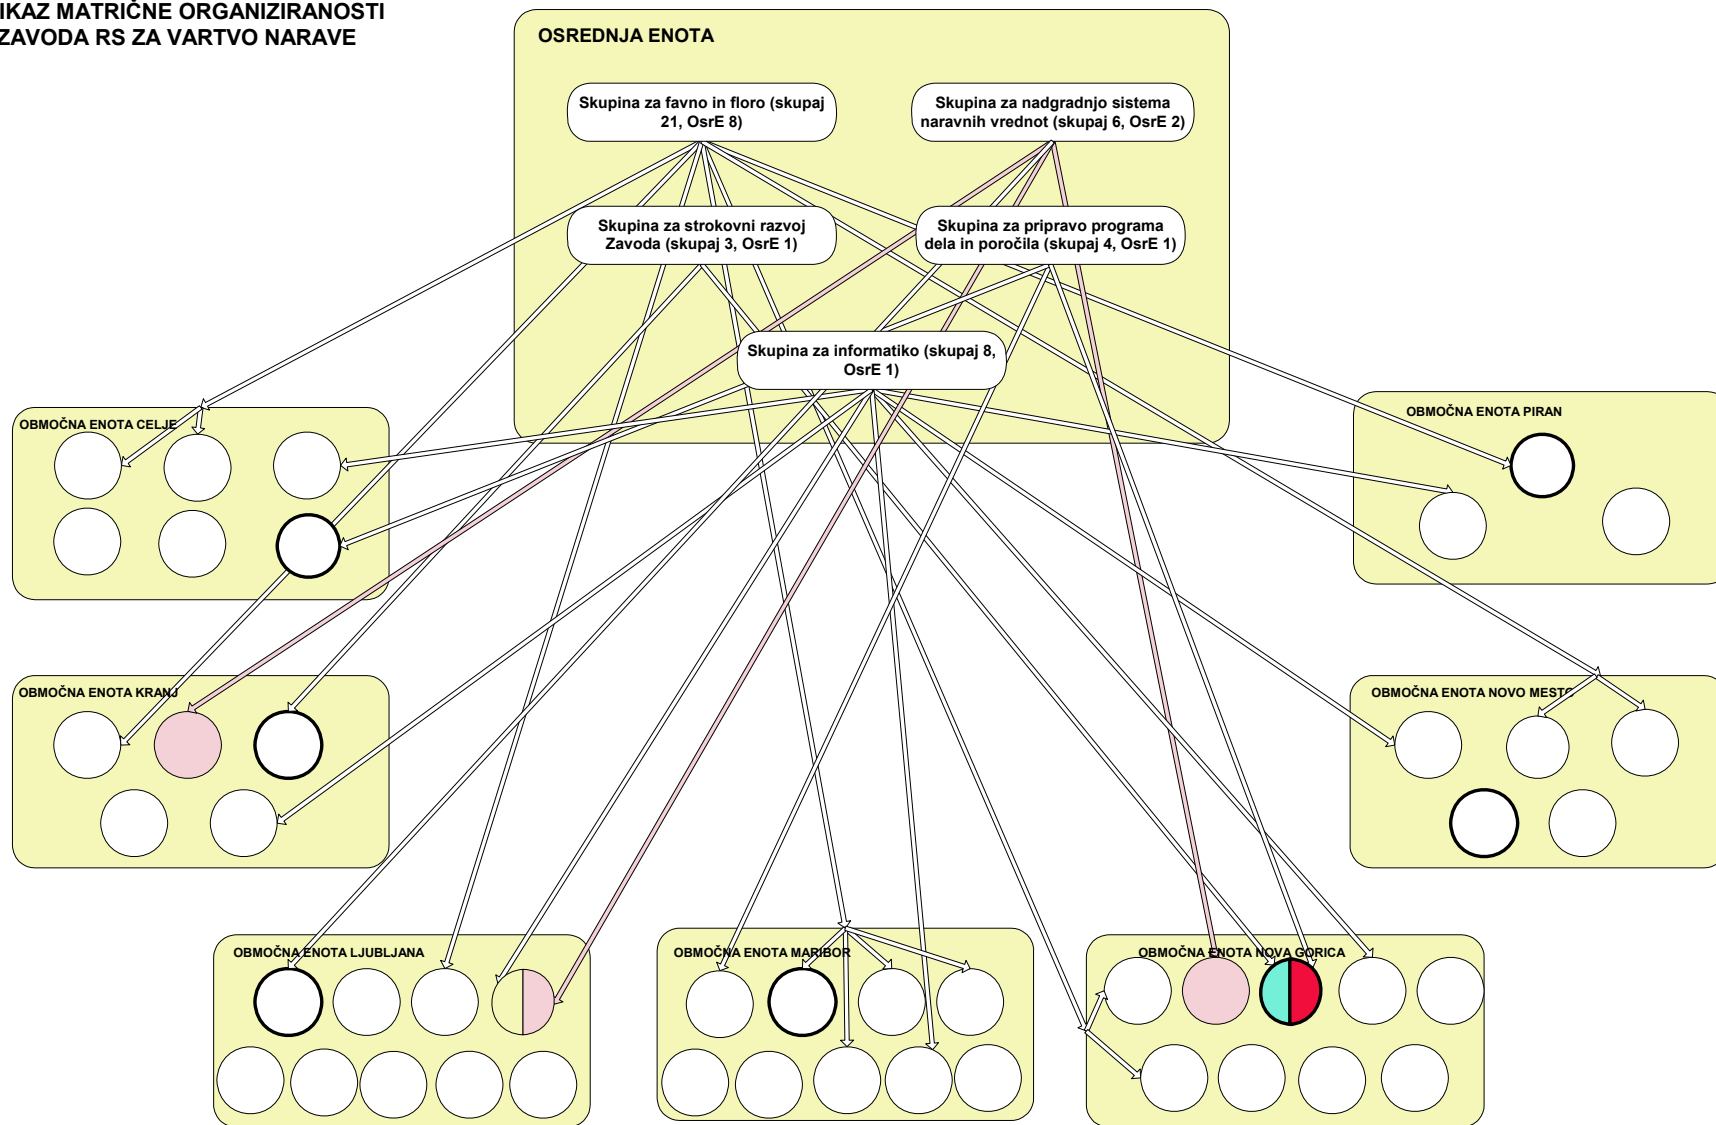 IKAZ MATRIČNE ORGANIZIRANOSTI
ZAVODA RS ZA VARTVO NARAVE
OSREDNJA ENOTA
Skupina za favno in floro (skupaj
21, OsrE 8)
Skupina za nadgradnjo sistema
naravnih vrednot (skupaj 6, OsrE 2)
Skupina za strokovni razvoj
Zavoda (skupaj 3, OsrE 1)
Skupina za pripravo programa
dela in poročila (skupaj 4, OsrE 1)
Skupina za informatiko (skupaj 8,
OsrE 1)
OBMOČNA ENOTA CELJE
OBMOČNA ENOTA PIRAN
OBMOČNA ENOTA KRANJ
OBMOČNA ENOTA NOVO MESTO
OBMOČNA ENOTA LJUBLJANA
OBMOČNA ENOTA MARIBOR
OBMOČNA ENOTA NOVA GORICA